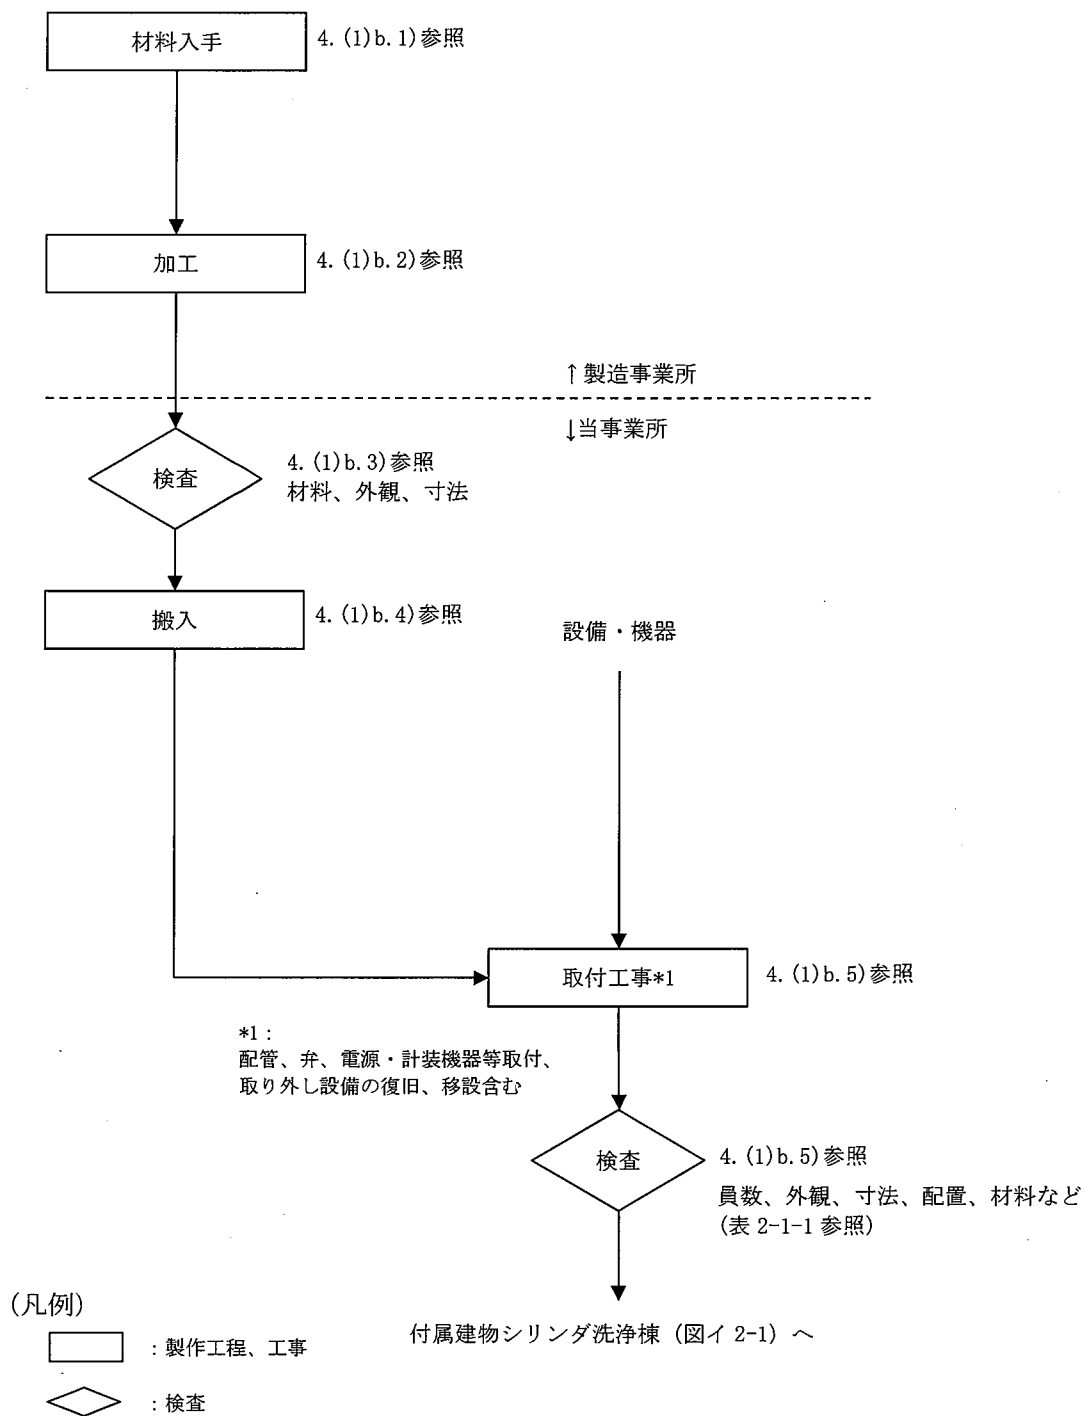 材料入手
4.(1)b.1)参照
加工
4.(1)b.2)参照
↑製造事業所
↓当事業所
検査
4.(1)b.3)参照
材料、外観、寸法
搬入
4.(1)b.4)参照
設備・機器
取付工事*1
4.(1)b.5)参照
*1:
配管、弁、電源・計装機器等取付、
取り外し設備の復旧、移設含む
検査
4.(1)b.5)参照
員数、外観、寸法、配置、材料など
(表 2-1-1 参照)
付属建物シリンダ洗浄棟(図イ 2-1)へ
(凡例)
:製作工程、工事
:検査